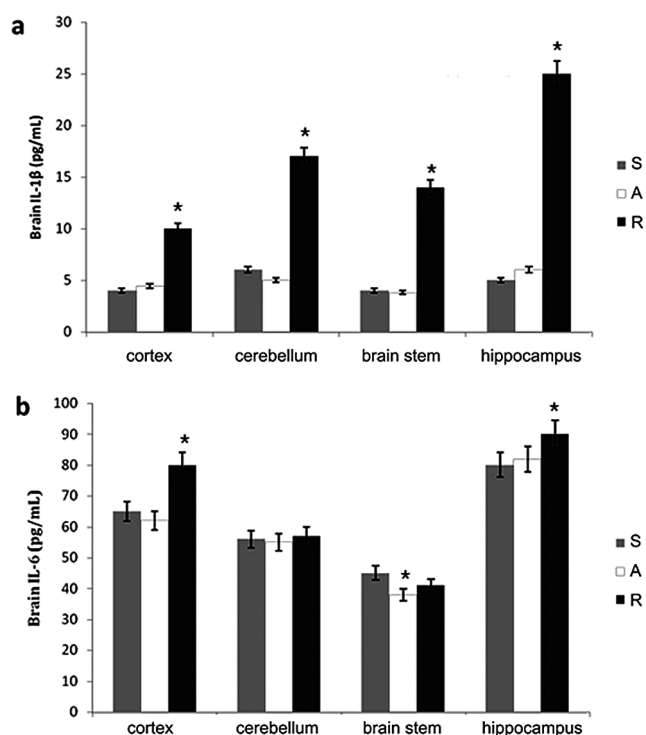 a
30
25
20
15
10
5
0
Brain IL-1β (pg/mL)
*
*
*
*
cortex
cerebellum
brain stem
hippocampus
S
A
R
b
100
90
80
70
60
50
40
30
20
10
0
Brain IL-6 (pg/mL)
*
*
*
cortex
cerebellum
brain stem
hippocampus
S
A
R